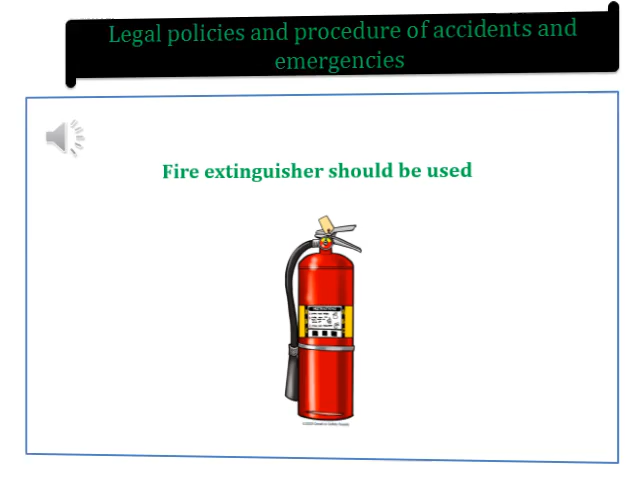 Legal policies and procedure of accidents and
emergencies
Fire extinguisher should be used